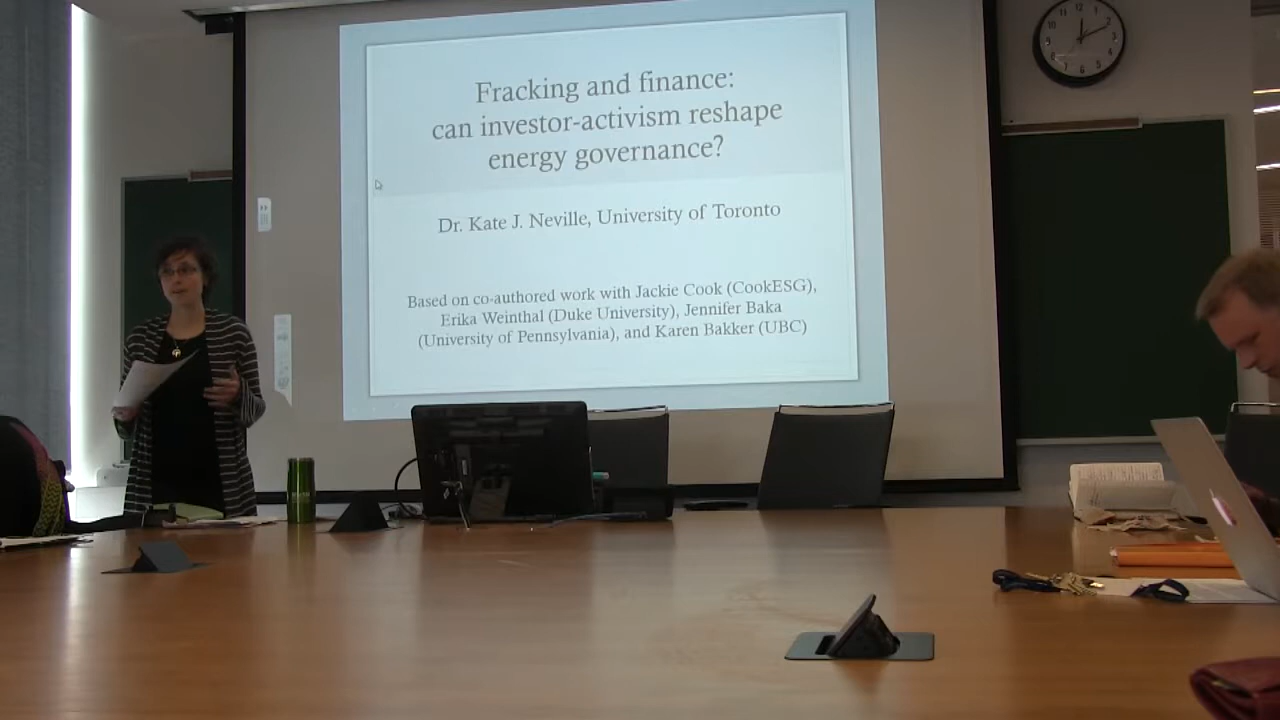 Fracking and finance:
can investor-activism reshape
energy governance?
Dr. Kate J. Neville, University of Toronto
Based on co-authored work with Jackie Cook (CookESG),
Erika Weinthal (Duke University), Jennifer Baka
(University of Pennsylvania), and Karen Bakker (UBC)